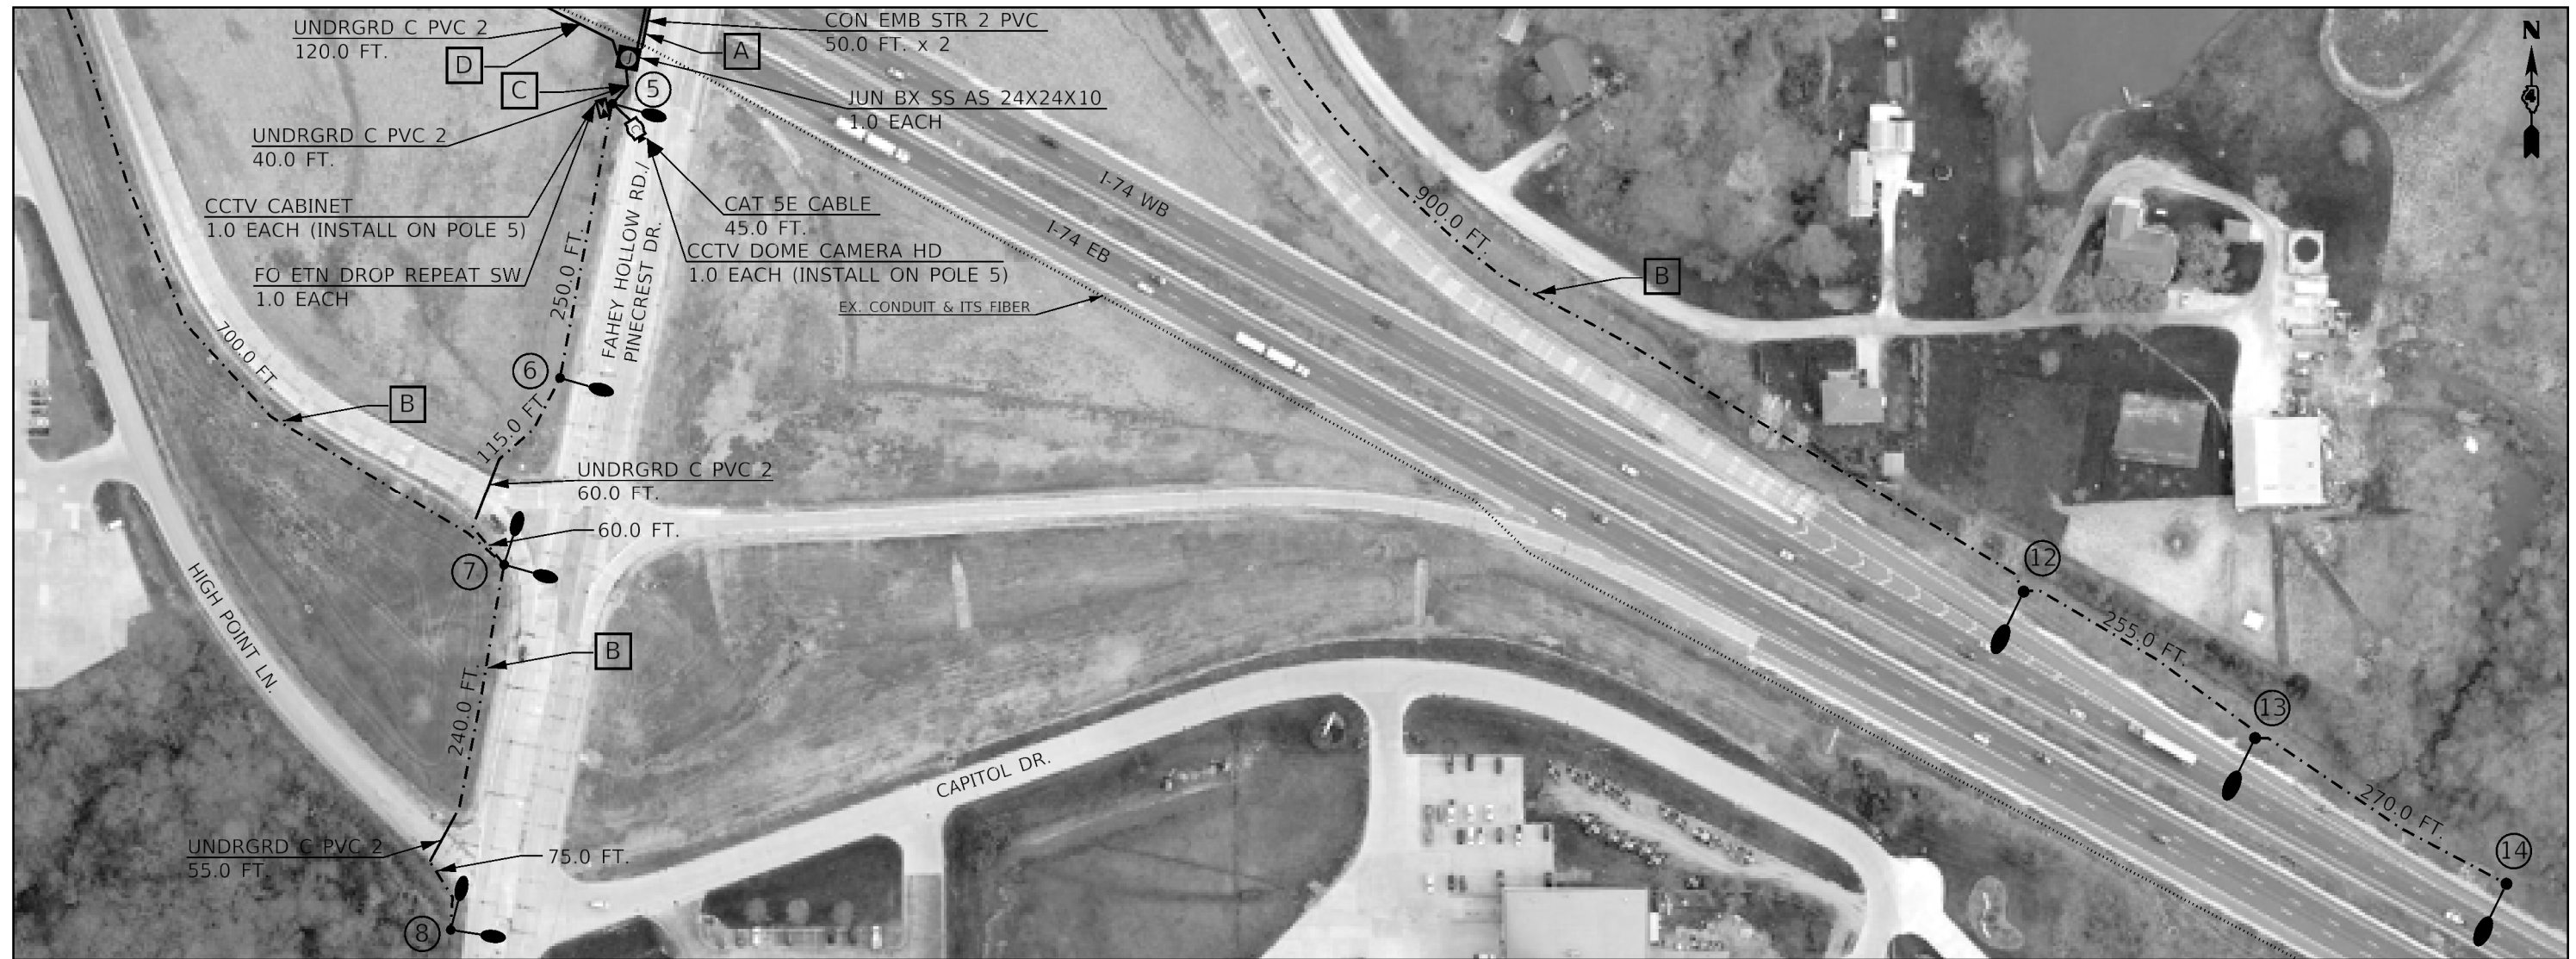 UNDRGRD C PVC 2
120.0 FT.
D
CON EMB STR 2 PVC
50.0 FT. x 2
A
J
C
5
JUN BX SS AS 24X24X10
1.0 EACH
UNDRGRD C PVC 2
40.0 FT.
C
N
4
CCTV CABINET
1.0 EACH (INSTALL ON POLE 5)
CAT 5E CABLE
45.0 FT.
CCTV DOME CAMERA HD
1.0 EACH (INSTALL ON POLE 5)
FO ETN DROP REPEAT SW
1.0 EACH
EX. CONDUIT & ITS FIBER
I-74 WB
I-74 EB
900.0 FT.
B
250.0 FT.
FAHEY HOLLOW RD./
PINECREST DR.
700.0 FT.
B
6
115.0 FT.
UNDRGRD C PVC 2
60.0 FT.
60.0 FT.
7
HIGH POINT LN.
B
240.0 FT.
CAPITOL DR.
12
255.0 FT.
13
270.0 FT.
14
UNDRGRD C PVC 2
55.0 FT.
75.0 FT.
8